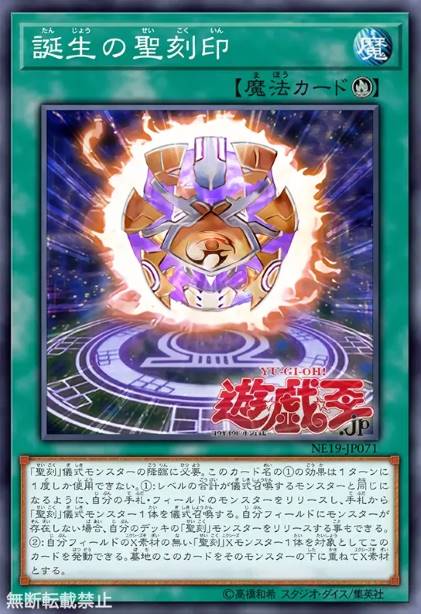 誕生の聖刻印
魔
【魔法カード】
YU-GI-OH!
遊戯王
.jp
NE19-JP071
「聖刻」儀式モンスターの降臨に必要。このカード名の①の効果は1ターンに
1度しか使用できない。①:レベルの合計が儀式召喚するモンスターと同じに
なるように、自分の手札・フィールドのモンスターをリリースし、手札から
「聖刻」儀式モンスター1体を儀式召喚する。自分フィールドにモンスターが
存在しない場合、自分のデッキの「聖刻」モンスターをリリースする事もできる。
②:自分フィールドのX素材の無い「聖刻」Xモンスター1体を対象としてこの
カードを発動できる。墓地のこのカードをそのモンスターの下に重ねてX素材
とする。
無断転載禁止
©高橋和希 スタジオ・ダイス/集英社